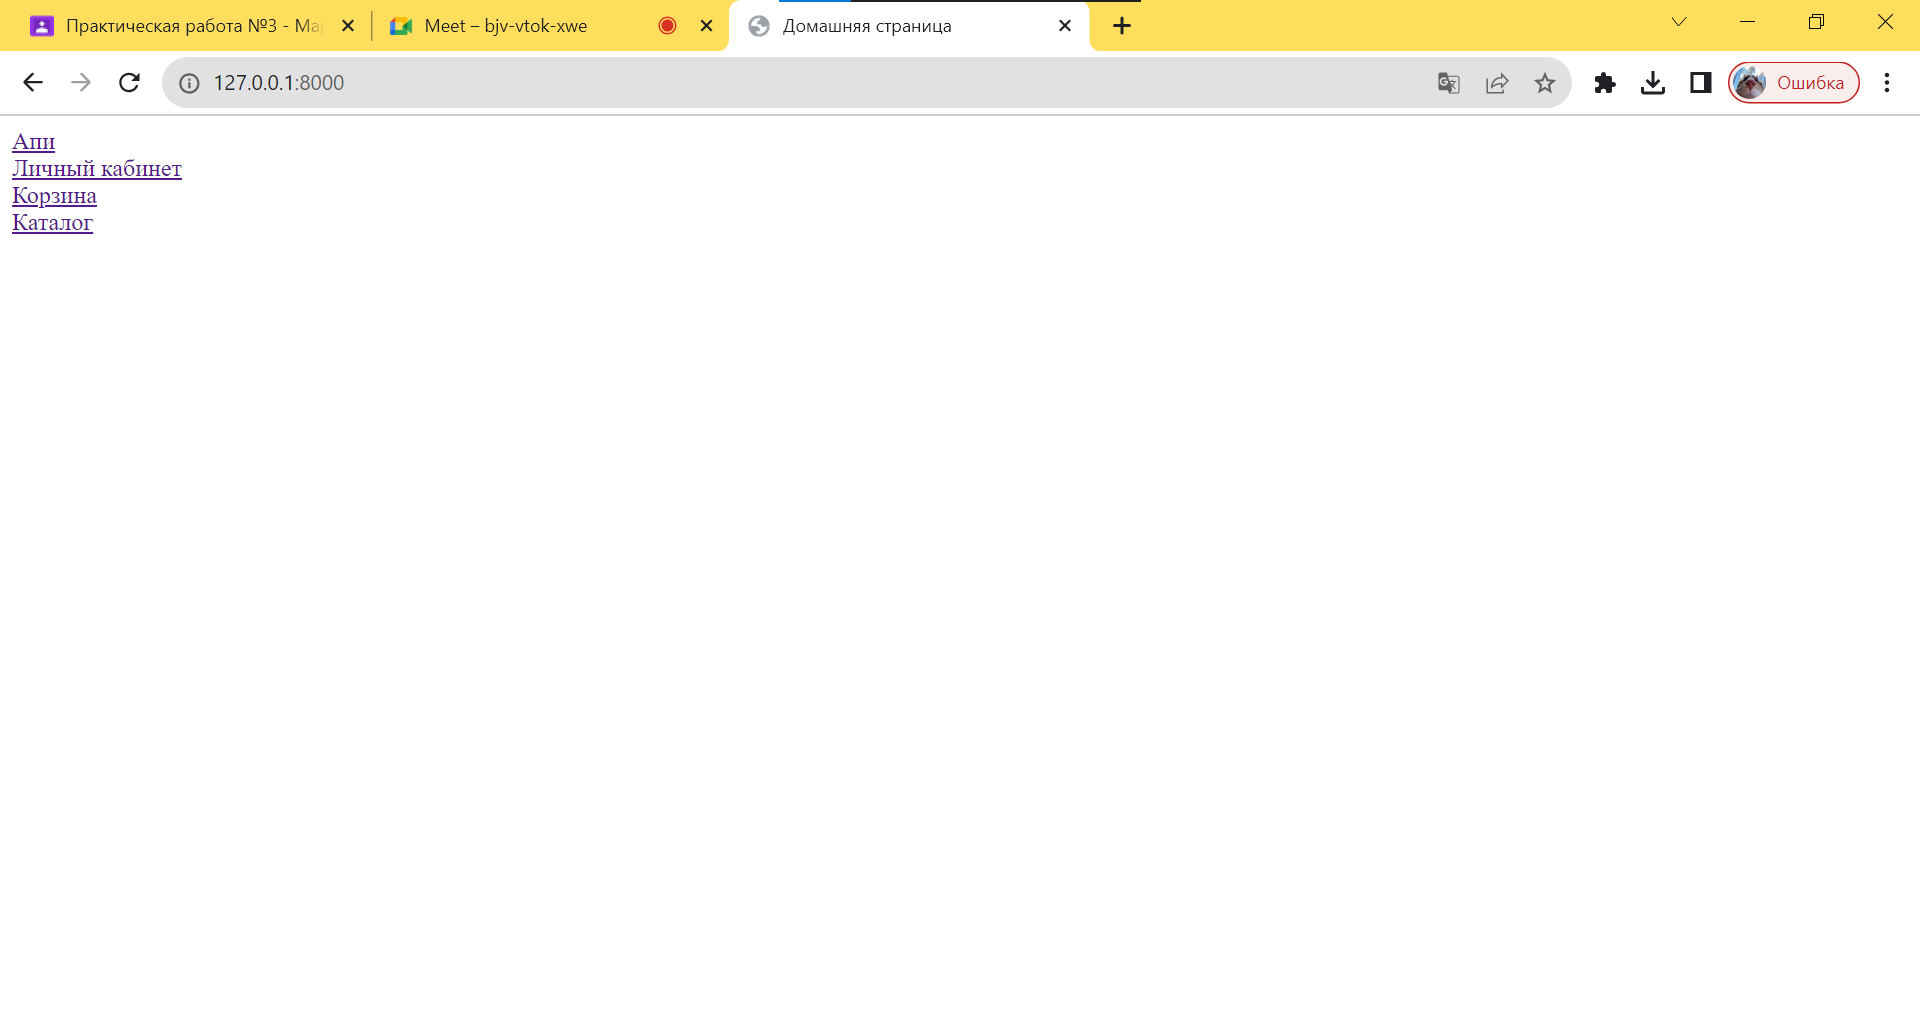 Практическая работа №3 - Ма
Meet – bjv-vtok-xwe
Домашняя страница
127.0.0.1:8000
Ошибка
Апи
Личный кабинет
Корзина
Каталог